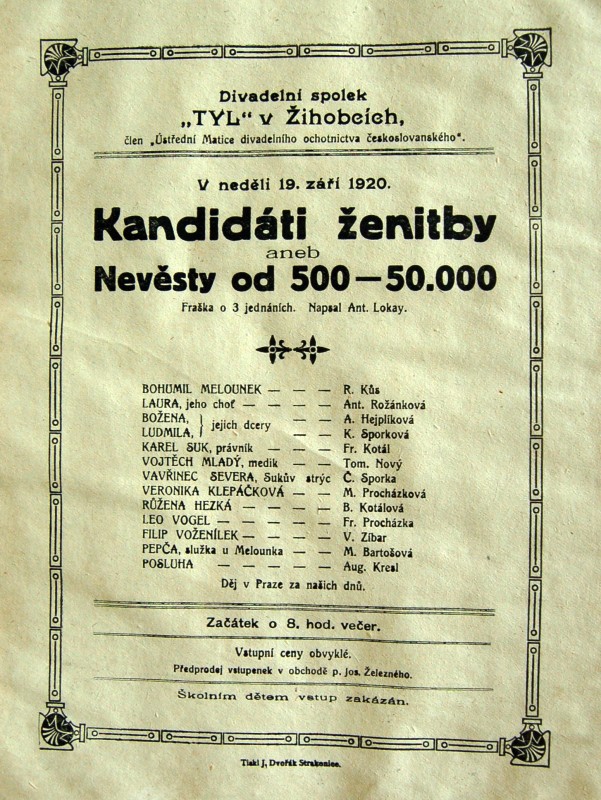 Divadelní spolek
„TYL“ v Žihobcích,
člen „Ústřední Matice divadelního ochotnictva československého“.
V neděli 19. září 1920.
Kandidáti ženitby
aneb
Nevěsty od 500—50.000
Fraška o 3 jednáních. Napsal Ant. Lokay.
BOHUMIL MELOUNEK — — — R. Kůs
LAURA, jeho choť — — — — Ant. Rožánková
BOŽENA, } jejich dcery — — A. Hejplíková
LUDMILA, } — — K. Sporková
KAREL SUK, právník — — — Fr. Kotál
VOJTĚCH MLADÝ, medik — — Tom. Nový
VAVŘINEC SEVERA, Sukův strýc Č. Sporka
VERONIKA KLEPÁČKOVÁ — — M. Procházková
RŮŽENA HEZKÁ — — — — B. Kotálová
LEO VOGEL — — — — — Fr. Procházka
FILIP VOŽENÍLEK — — — — V. Zíbar
PEPČA, služka u Melounka — — M. Bartošová
POSLUHA — — — — — Aug. Kresl
Děj v Praze za našich dnů.
Začátek o 8. hod. večer.
Vstupní ceny obvyklé.
Předprodej vstupenek v obchodě p. Jos. Železného.
Školním dětem vstup zakázán.
Tiskl J. Dvořák Strakonice.